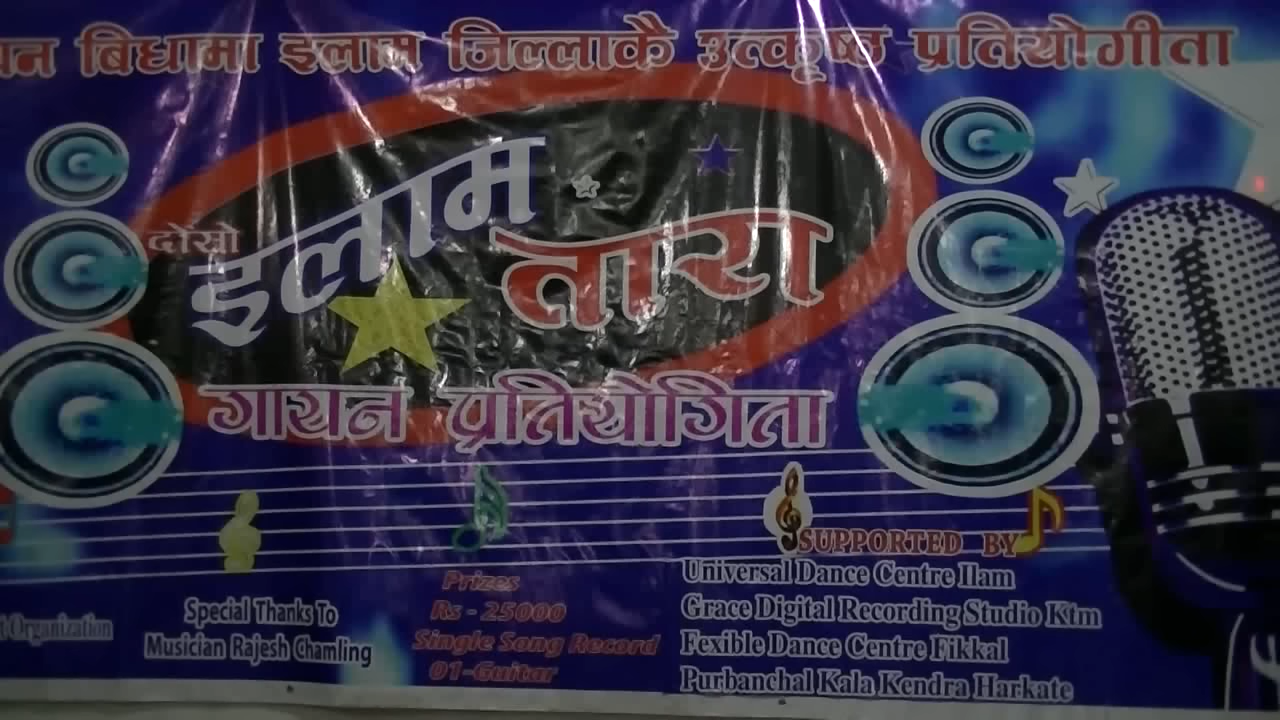 बिधामा इलाम जिल्लाकै उत्कृष्ठ प्रतियोगीता
दोस्रो
इलाम
तारा
गायन प्रतियोगिता
SUPPORTED BY
Universal Dance Centre Ilam
Grace Digital Recording Studio Ktm
Fexible Dance Centre Fikkal
Purbanchal Kala Kendra Harkate
Prizes
Rs - 25000
Single Song Record
01-Guitar
Special Thanks To
Musician Rajesh Chamling
Organization